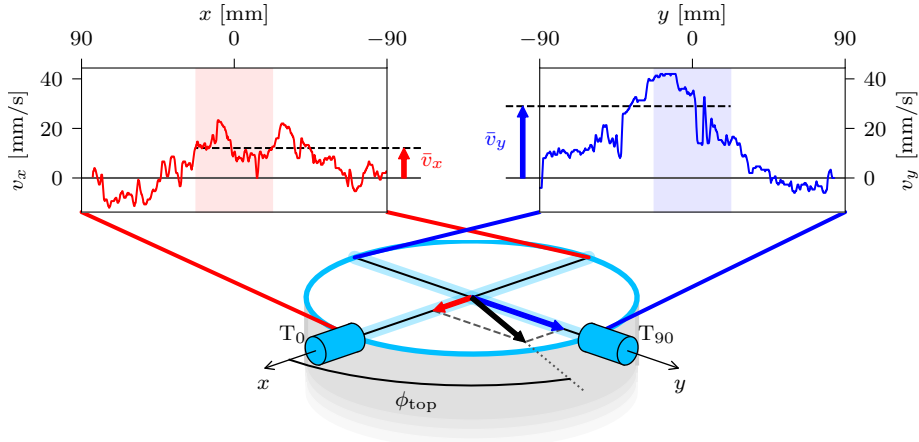 x [mm]
90 0 −90
v_x [mm/s]
40
20
0
v̄_x
y [mm]
−90 0 90
v_y [mm/s]
40
20
0
v̄_y
T_0
T_90
x
y
ϕ_top